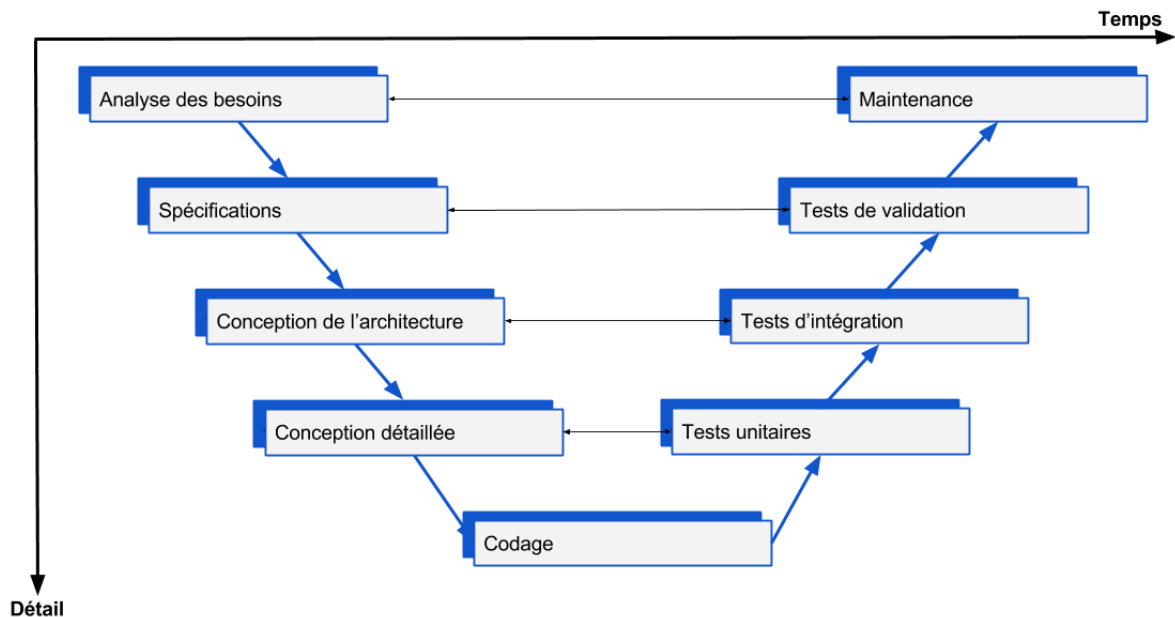 Temps
Analyse des besoins
Maintenance
Spécifications
Tests de validation
Conception de l’architecture
Tests d’intégration
Conception détaillée
Tests unitaires
Codage
Détail